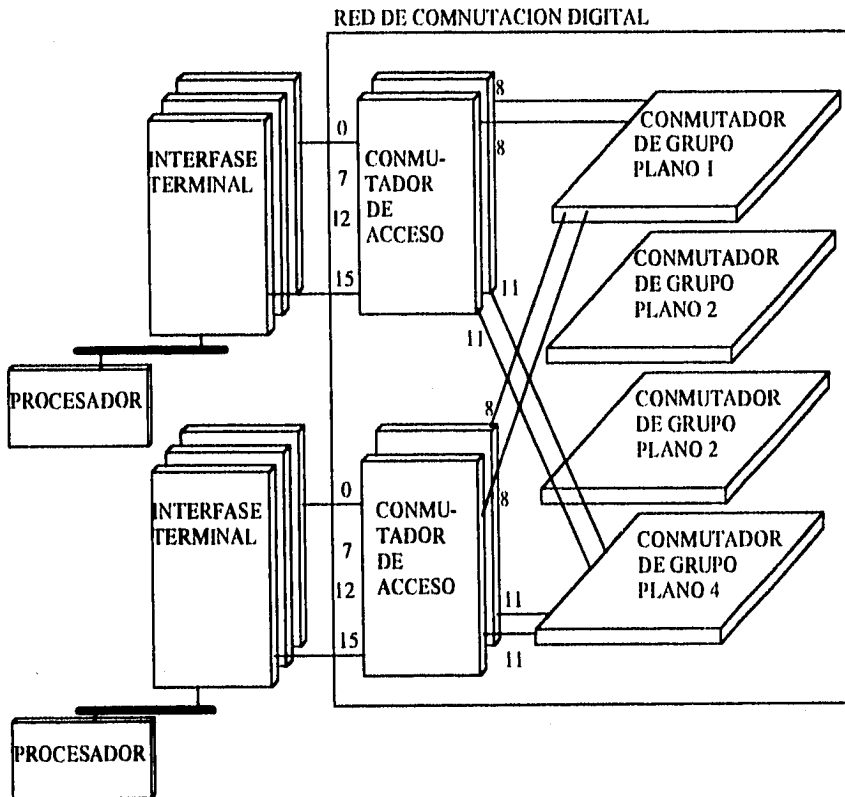 RED DE COMNUTACION DIGITAL
INTERFASE
TERMINAL
0
7
12
15
CONMU-
TADOR
DE
ACCESO
8
8
11
11
CONMUTADOR
DE GRUPO
PLANO 1
CONMUTADOR
DE GRUPO
PLANO 2
PROCESADOR
CONMUTADOR
DE GRUPO
PLANO 2
INTERFASE
TERMINAL
0
7
12
15
CONMU-
TADOR
DE
ACCESO
8
8
11
11
CONMUTADOR
DE GRUPO
PLANO 4
PROCESADOR